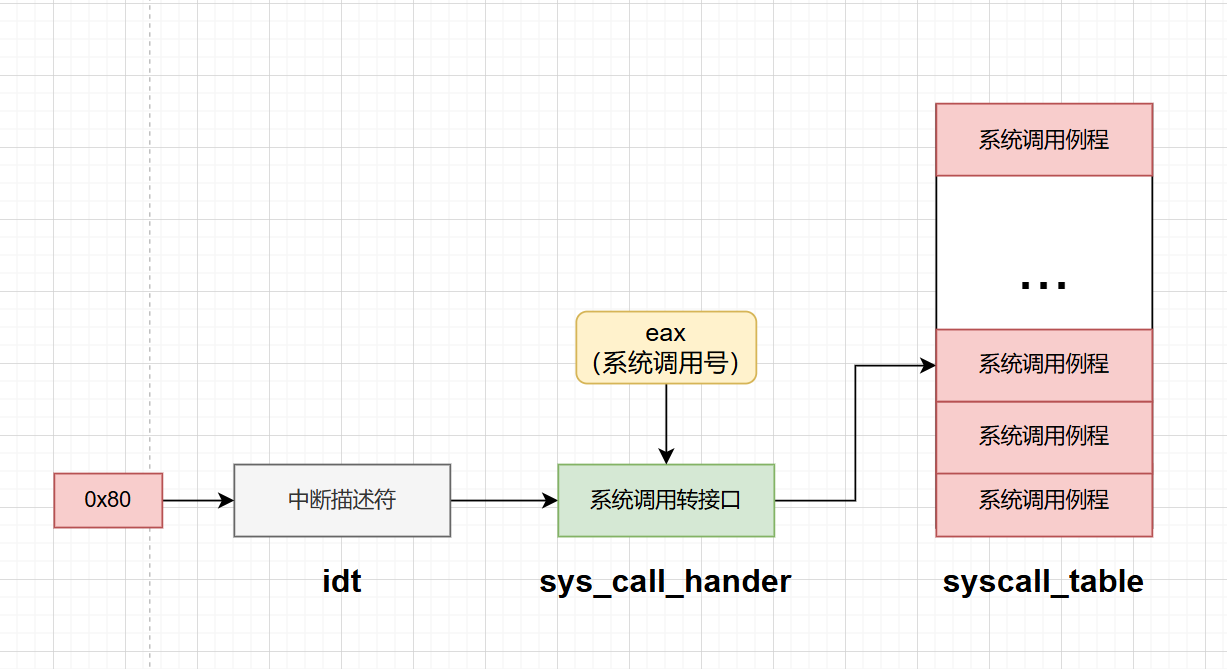 系统调用例程
...
eax
（系统调用号）
系统调用例程
系统调用例程
0x80
中断描述符
系统调用转接口
系统调用例程
idt
sys_call_hander
syscall_table